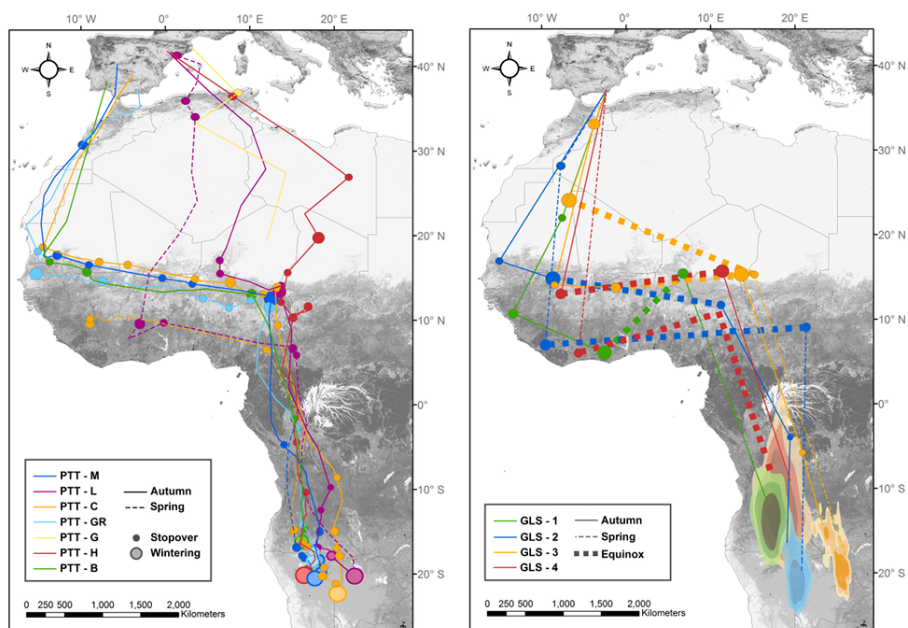 10° W 0° 10° E 20° E
N
W E
S
40° N
30° N
20° N
10° N
0°
10° S
20° S
PTT - M
PTT - L
PTT - C
PTT - GR
PTT - G
PTT - H
PTT - B
Autumn
Spring
Stopover
Wintering
0 250 500 1,000 1,500 2,000
Kilometers
10° W 0° 10° E 20° E
N
W E
S
40° N
30° N
20° N
10° N
0°
10° S
20° S
GLS - 1
GLS - 2
GLS - 3
GLS - 4
Autumn
Spring
Equinox
0 250 500 1,000 1,500 2,000
Kilometers